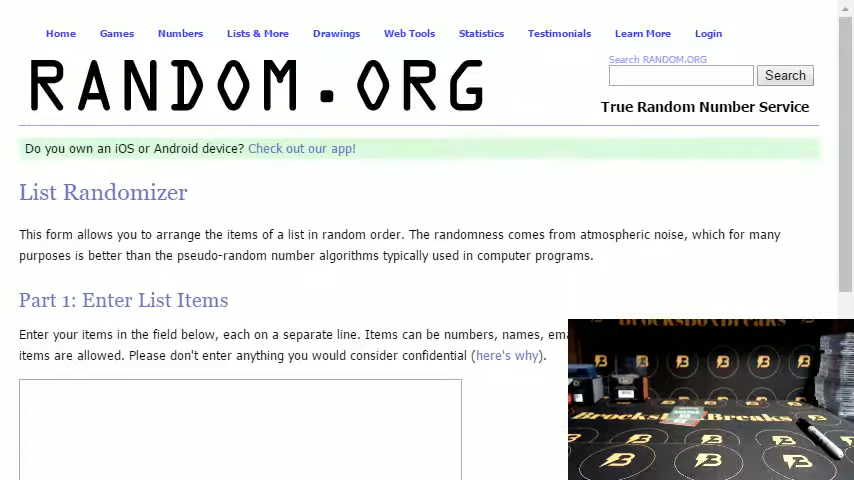 Home Games Numbers Lists & More Drawings Web Tools Statistics Testimonials Learn More Login
Search RANDOM.ORG
RANDOM.ORG
Search
True Random Number Service
Do you own an iOS or Android device? Check out our app!
List Randomizer
This form allows you to arrange the items of a list in random order. The randomness comes from atmospheric noise, which for many
purposes is better than the pseudo-random number algorithms typically used in computer programs.
Part 1: Enter List Items
Enter your items in the field below, each on a separate line. Items can be numbers, names, ema
items are allowed. Please don't enter anything you would consider confidential (here's why).
BrocksBoxBreaks